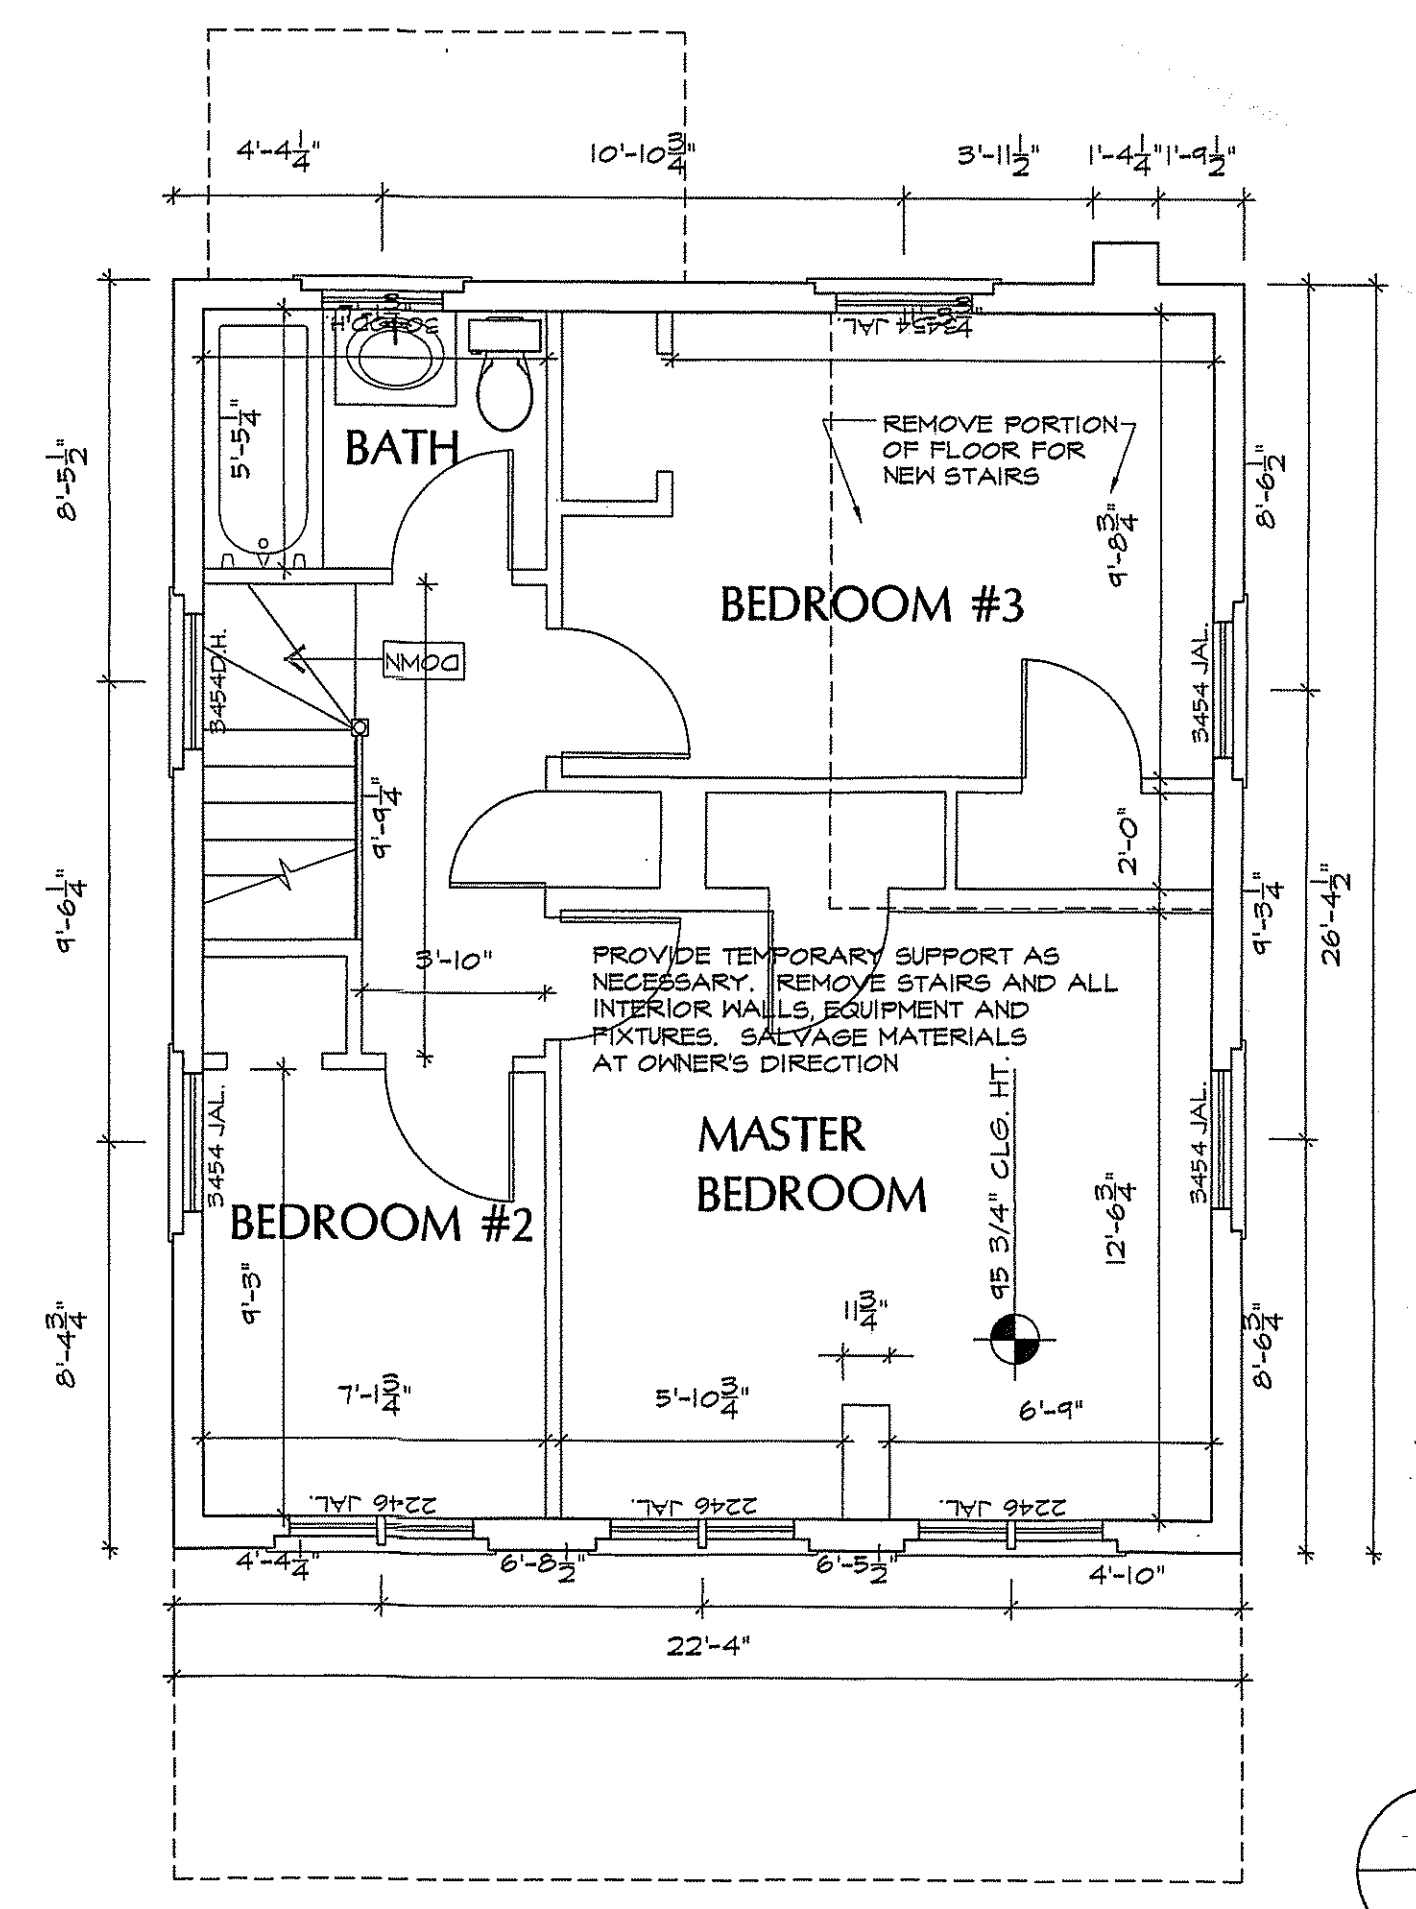 4'-4 1/4" 10'-10 3/4" 3'-11 1/2" 1'-4 1/4" 1'-9 1/2"
3454 JAL.
5'-5 1/4"
BATH
REMOVE PORTION
OF FLOOR FOR
NEW STAIRS
8'-5 1/2"
8'-6 1/2"
9'-8 3/4"
BEDROOM #3
3454 D.H.
DOWN
3454 JAL.
9'-9 1/4"
2'-0"
9'-6 1/4"
9'-3 1/4"
26'-4 1/2"
3'-10"
PROVIDE TEMPORARY SUPPORT AS
NECESSARY. REMOVE STAIRS AND ALL
INTERIOR WALLS, EQUIPMENT AND
FIXTURES. SALVAGE MATERIALS
AT OWNER'S DIRECTION
3454 JAL.
MASTER
BEDROOM
95 3/4" CLG. HT.
3454 JAL.
12'-6 3/4"
BEDROOM #2
9'-3"
8'-4 3/4"
11 3/4"
8'-6 3/4"
7'-1 3/4" 5'-10 3/4" 6'-9"
2246 JAL. 2246 JAL. 2246 JAL.
4'-4 1/4" 6'-8 1/2" 6'-5 1/2" 4'-10"
22'-4"